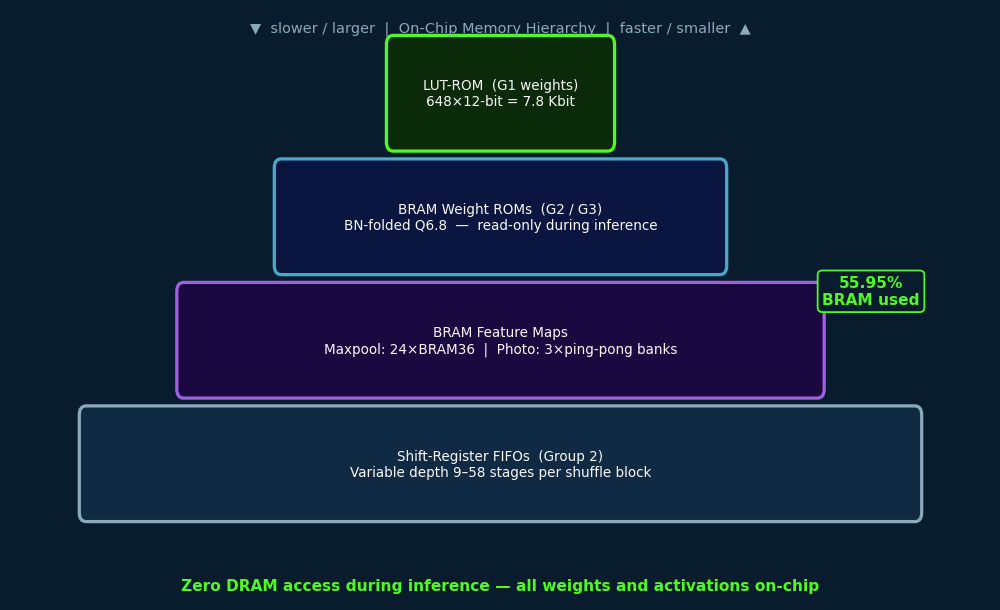 ▼ slower / larger | On-Chip Memory Hierarchy | faster / smaller ▲
LUT-ROM (G1 weights)
648×12-bit = 7.8 Kbit
BRAM Weight ROMs (G2 / G3)
BN-folded Q6.8 — read-only during inference
55.95%
BRAM used
BRAM Feature Maps
Maxpool: 24×BRAM36 | Photo: 3×ping-pong banks
Shift-Register FIFOs (Group 2)
Variable depth 9–58 stages per shuffle block
Zero DRAM access during inference — all weights and activations on-chip